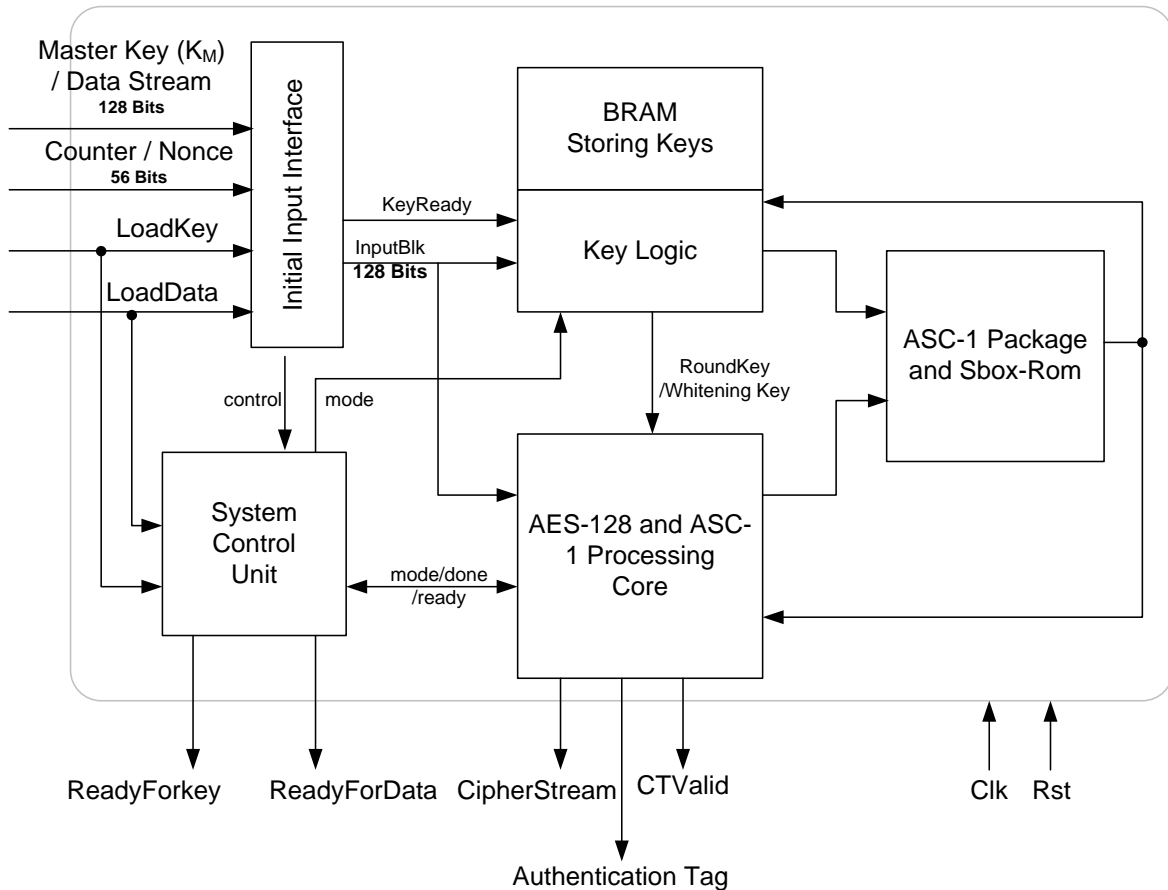 Master Key (KM)
/ Data Stream
128 Bits
Counter / Nonce
56 Bits
LoadKey
LoadData
Initial Input Interface
KeyReady
InputBlk
128 Bits
BRAM
Storing Keys
Key Logic
ASC-1 Package
and Sbox-Rom
RoundKey
/Whitening Key
control
mode
System
Control
Unit
mode/done
/ready
AES-128 and ASC-
1 Processing
Core
ReadyForkey
ReadyForData
CipherStream
CTValid
Authentication Tag
Clk
Rst